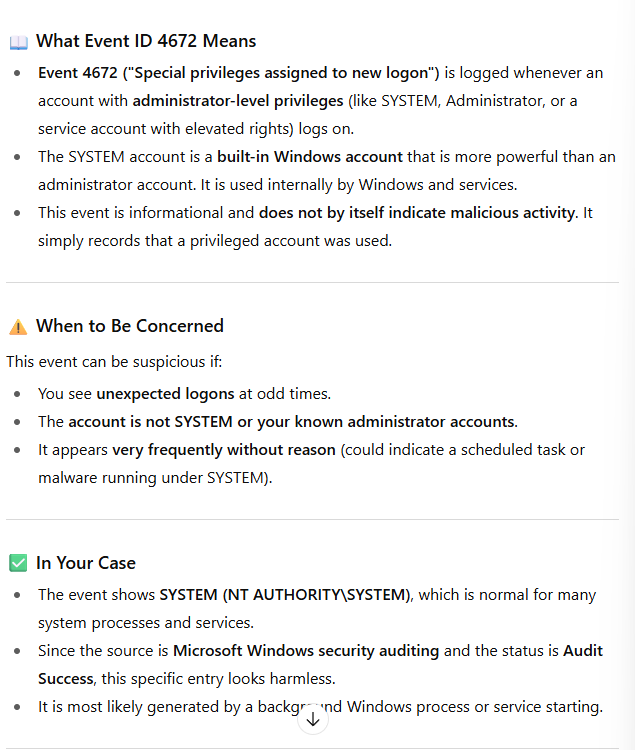 What Event ID 4672 Means
Event 4672 ("Special privileges assigned to new logon") is logged whenever an
account with administrator-level privileges (like SYSTEM, Administrator, or a
service account with elevated rights) logs on.
The SYSTEM account is a built-in Windows account that is more powerful than an
administrator account. It is used internally by Windows and services.
This event is informational and does not by itself indicate malicious activity. It
simply records that a privileged account was used.
When to Be Concerned
This event can be suspicious if:
You see unexpected logons at odd times.
The account is not SYSTEM or your known administrator accounts.
It appears very frequently without reason (could indicate a scheduled task or
malware running under SYSTEM).
In Your Case
The event shows SYSTEM (NT AUTHORITY\SYSTEM), which is normal for many
system processes and services.
Since the source is Microsoft Windows security auditing and the status is Audit
Success, this specific entry looks harmless.
It is most likely generated by a background Windows process or service starting.